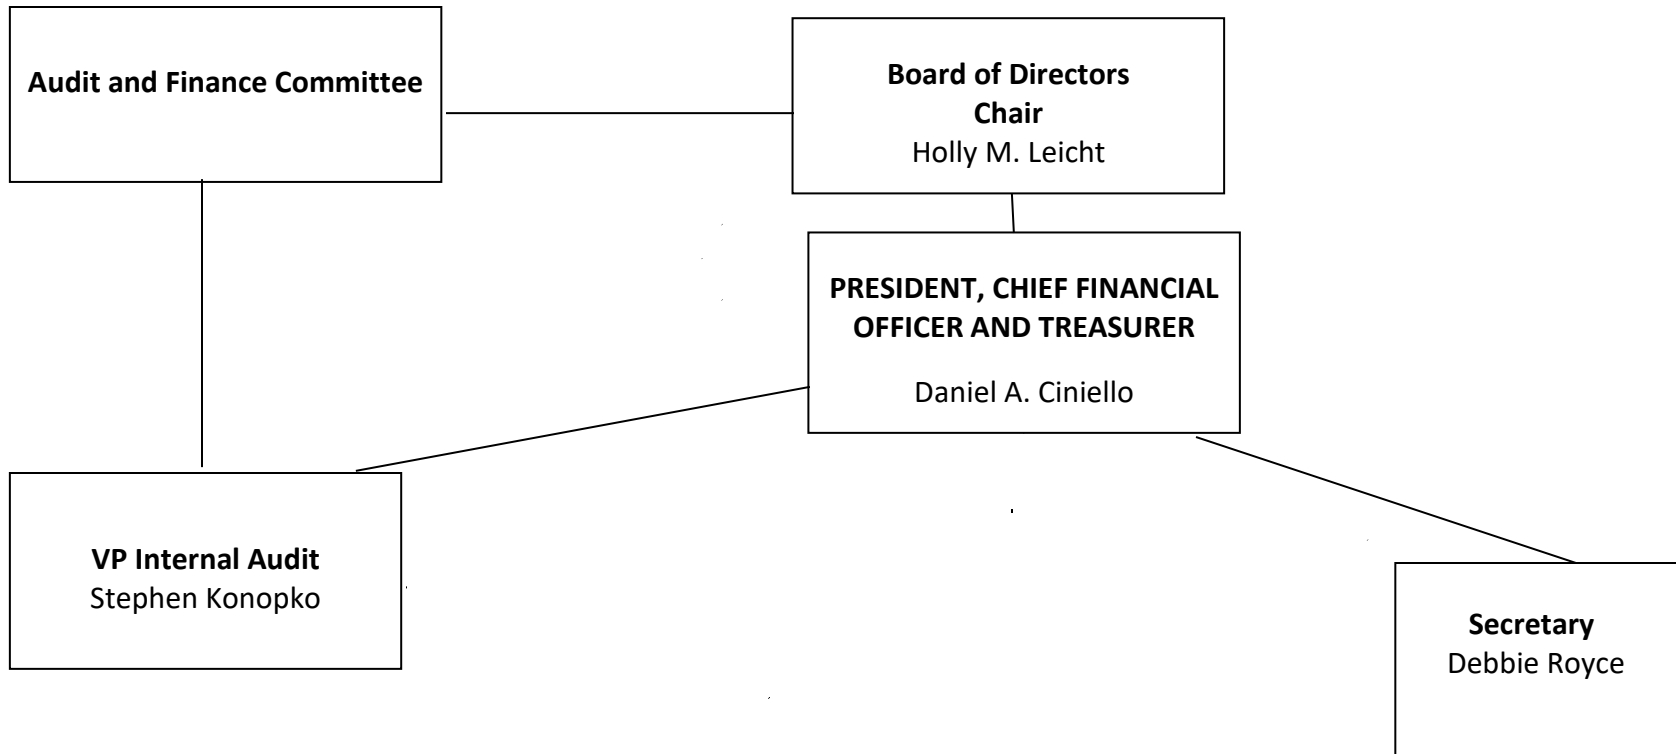 Audit and Finance Committee
Board of Directors
Chair
Holly M. Leicht
PRESIDENT, CHIEF FINANCIAL
OFFICER AND TREASURER
Daniel A. Ciniello
VP Internal Audit
Stephen Konopko
Secretary
Debbie Royce